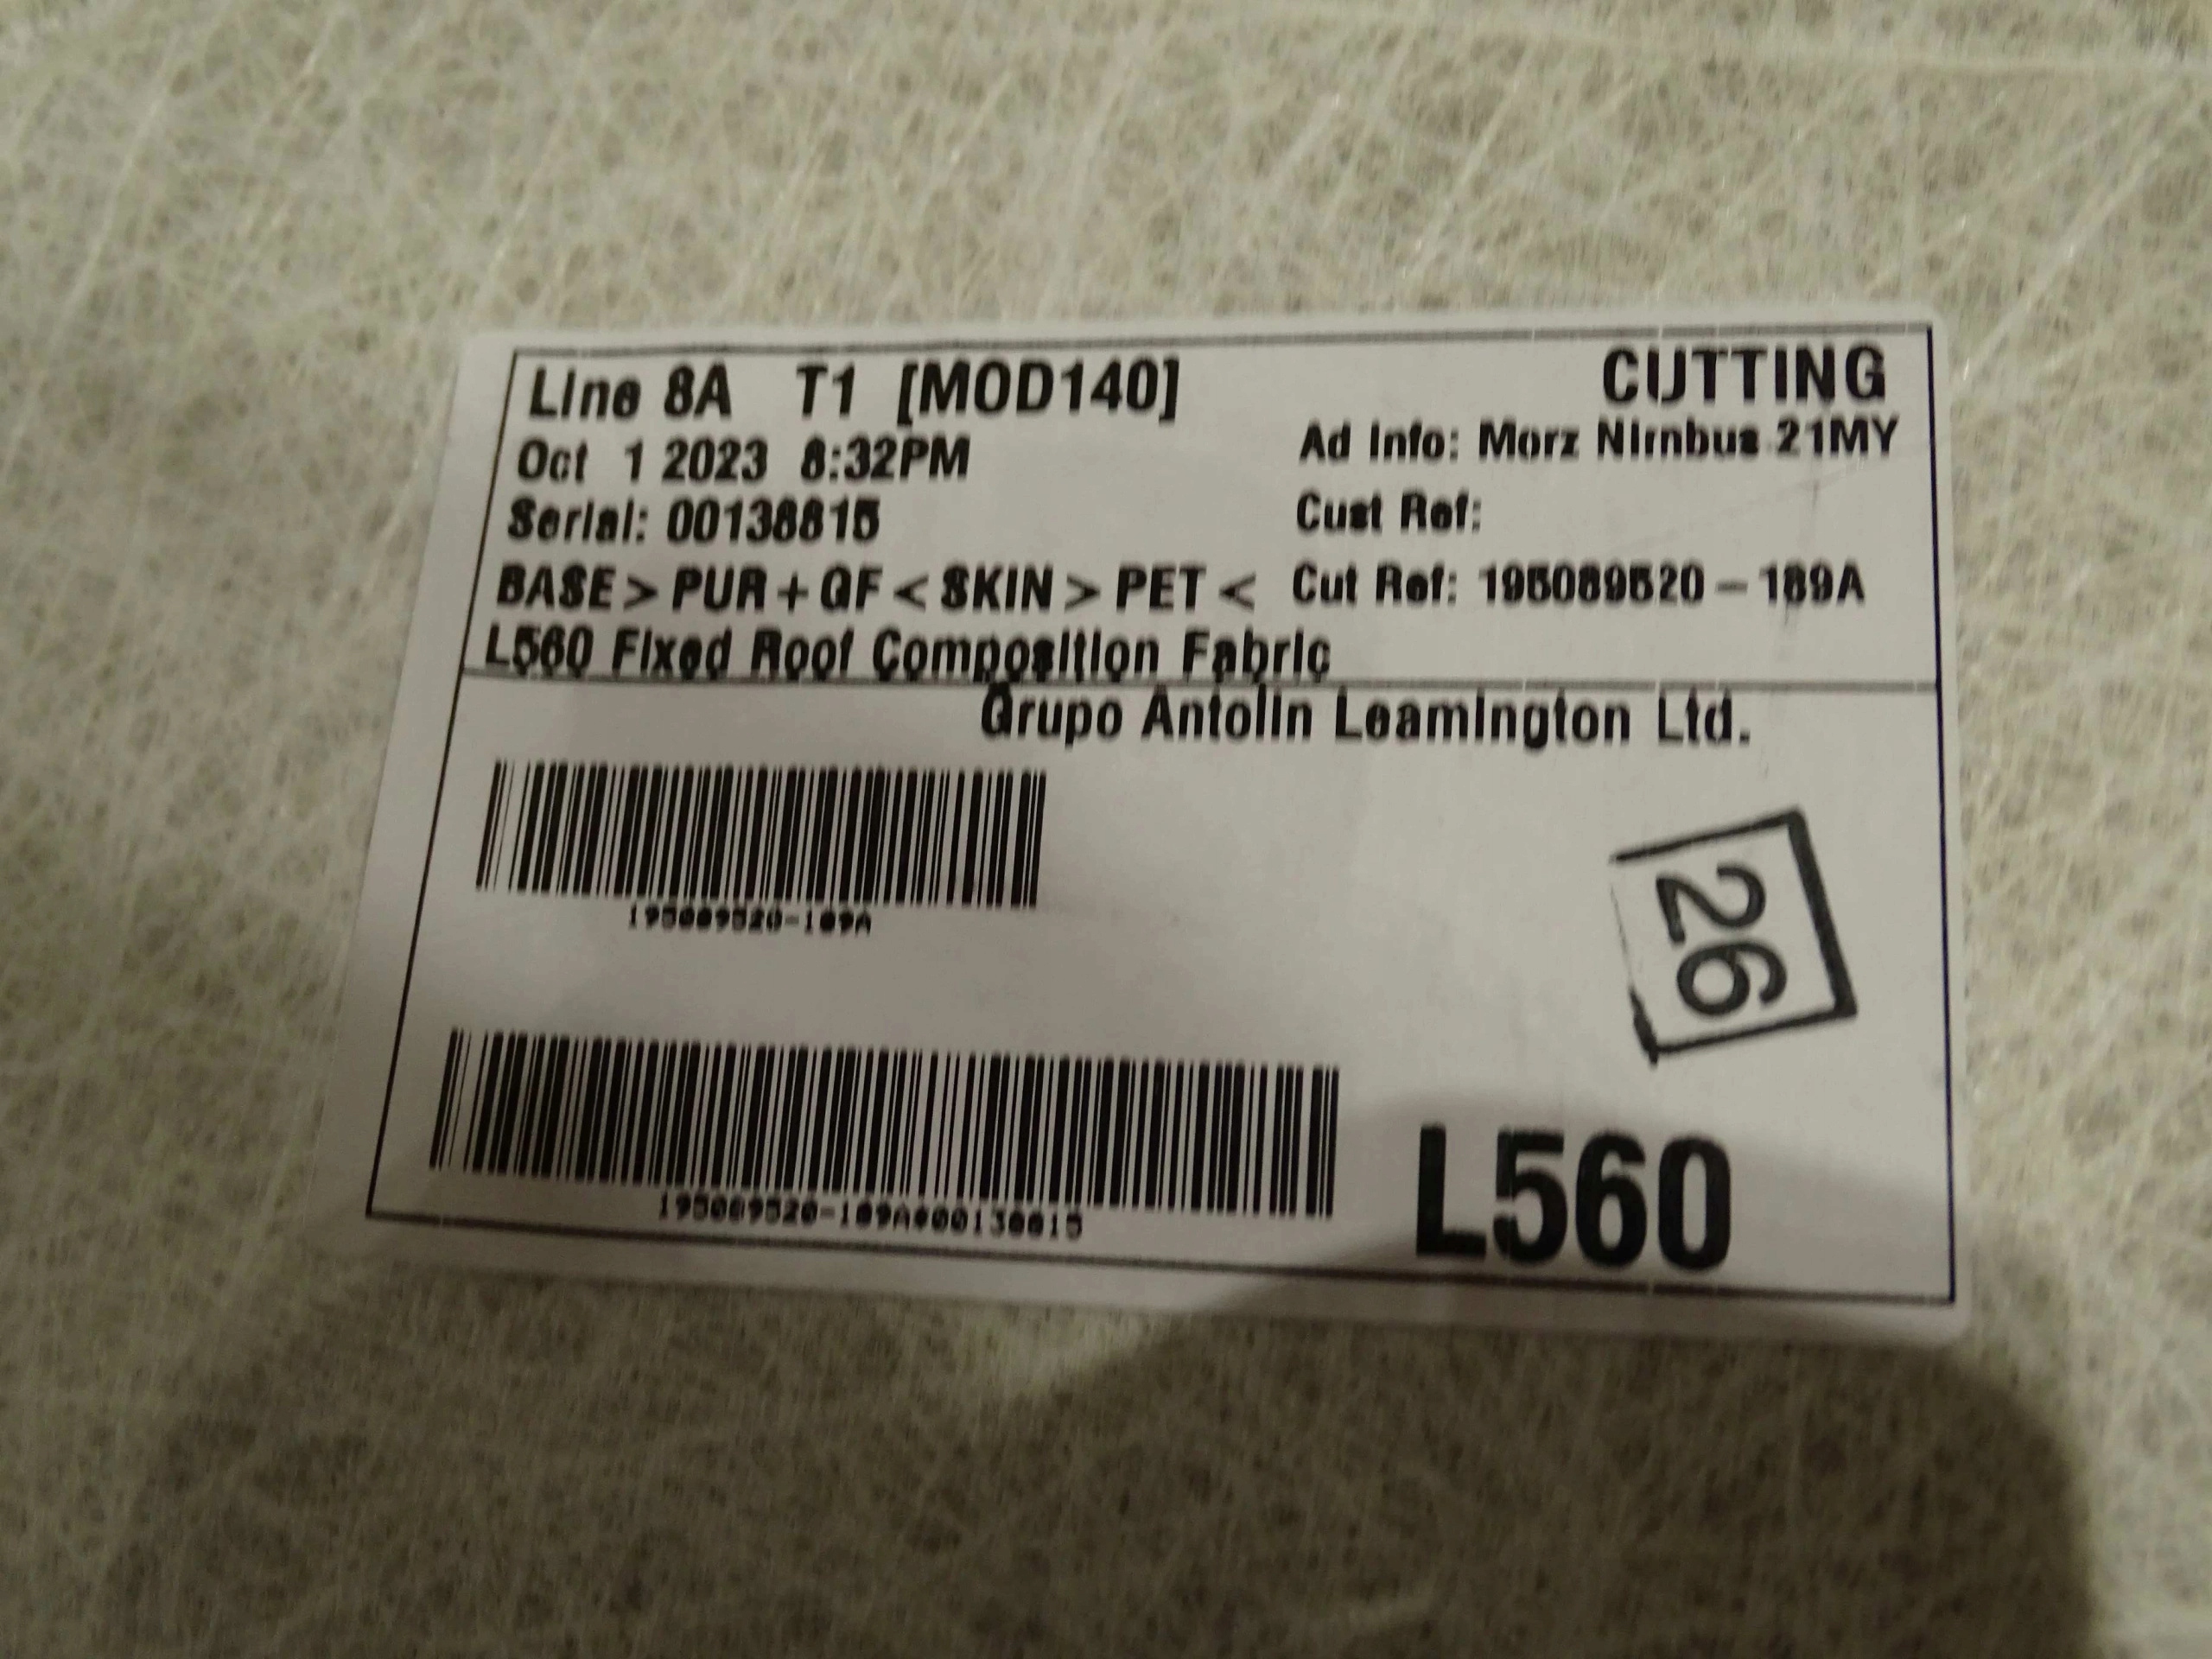 Line 8A T1 [MOD140]
CUTTING
Oct 1 2023 8:32PM
Ad Info: Morz Nimbus 21MY
Serial: 00138815
Cust Ref:
BASE > PUR + GF < SKIN > PET <
Cut Ref: 195089520 - 189A
L560 Fixed Roof Composition Fabric
Grupo Antolin Leamington Ltd.
195089520-189A
26
195089520-189A#00138815
L560